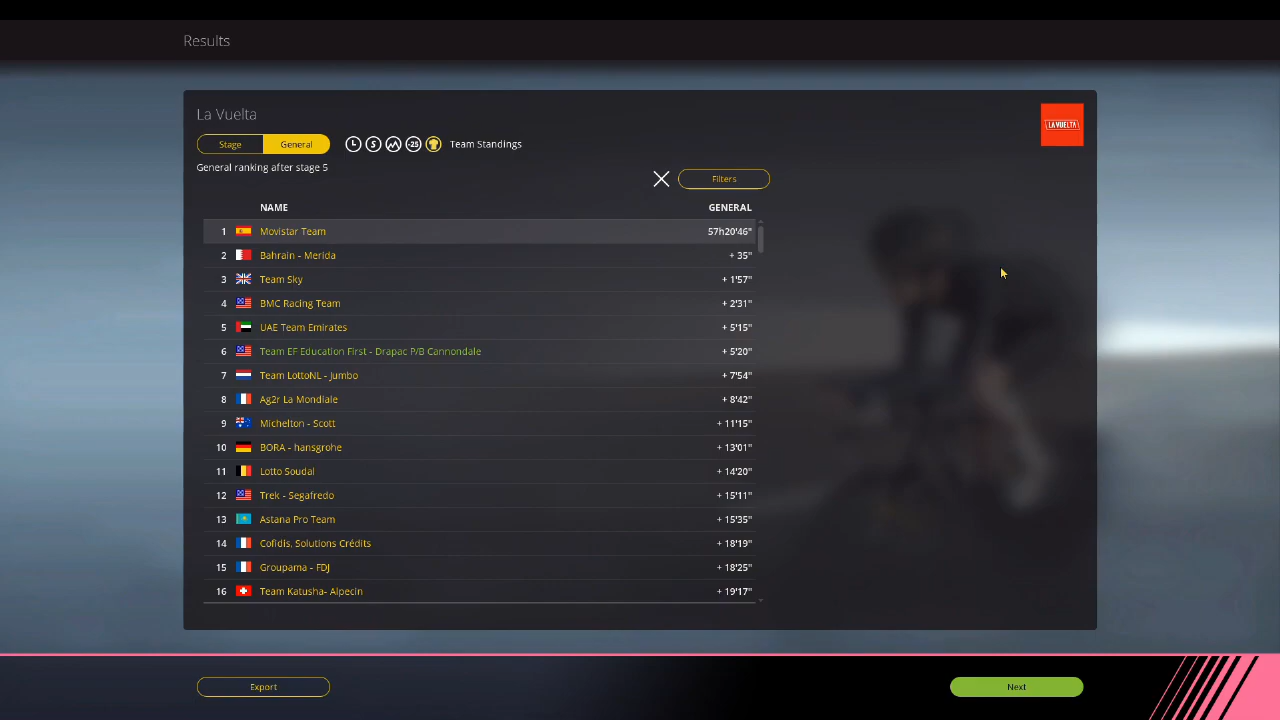 Results
La Vuelta
LA VUELTA
Stage General S -25 Team Standings
General ranking after stage 5
Filters
NAME GENERAL
1 Movistar Team 57h20'46"
2 Bahrain - Merida + 35"
3 Team Sky + 1'57"
4 BMC Racing Team + 2'31"
5 UAE Team Emirates + 5'15"
6 Team EF Education First - Drapac P/B Cannondale + 5'20"
7 Team LottoNL - Jumbo + 7'54"
8 Ag2r La Mondiale + 8'42"
9 Michelton - Scott + 11'15"
10 BORA - hansgrohe + 13'01"
11 Lotto Soudal + 14'20"
12 Trek - Segafredo + 15'11"
13 Astana Pro Team + 15'35"
14 Cofidis, Solutions Crédits + 18'19"
15 Groupama - FDJ + 18'25"
16 Team Katusha- Alpecin + 19'17"
Export Next